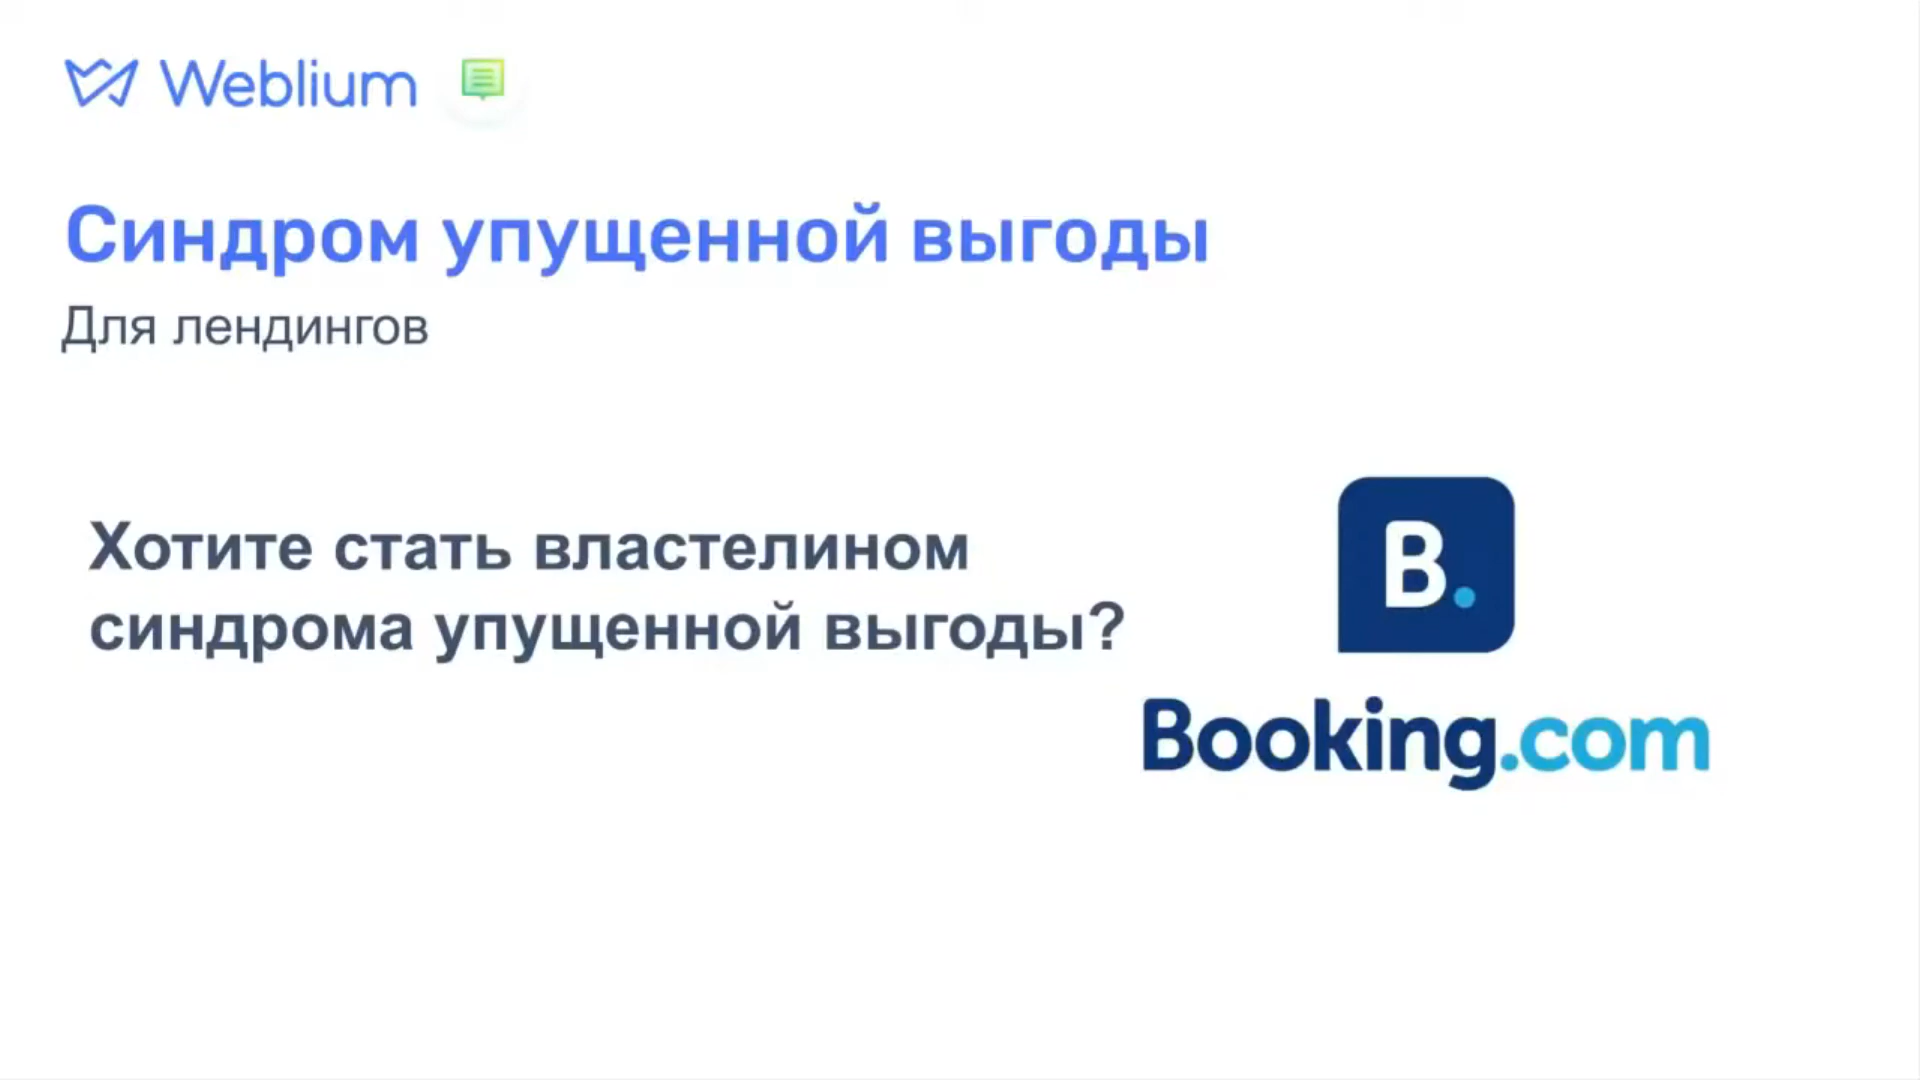 Weblium
Синдром упущенной выгоды
Для лендингов
Хотите стать властелином
синдрома упущенной выгоды?
B.
Booking.com